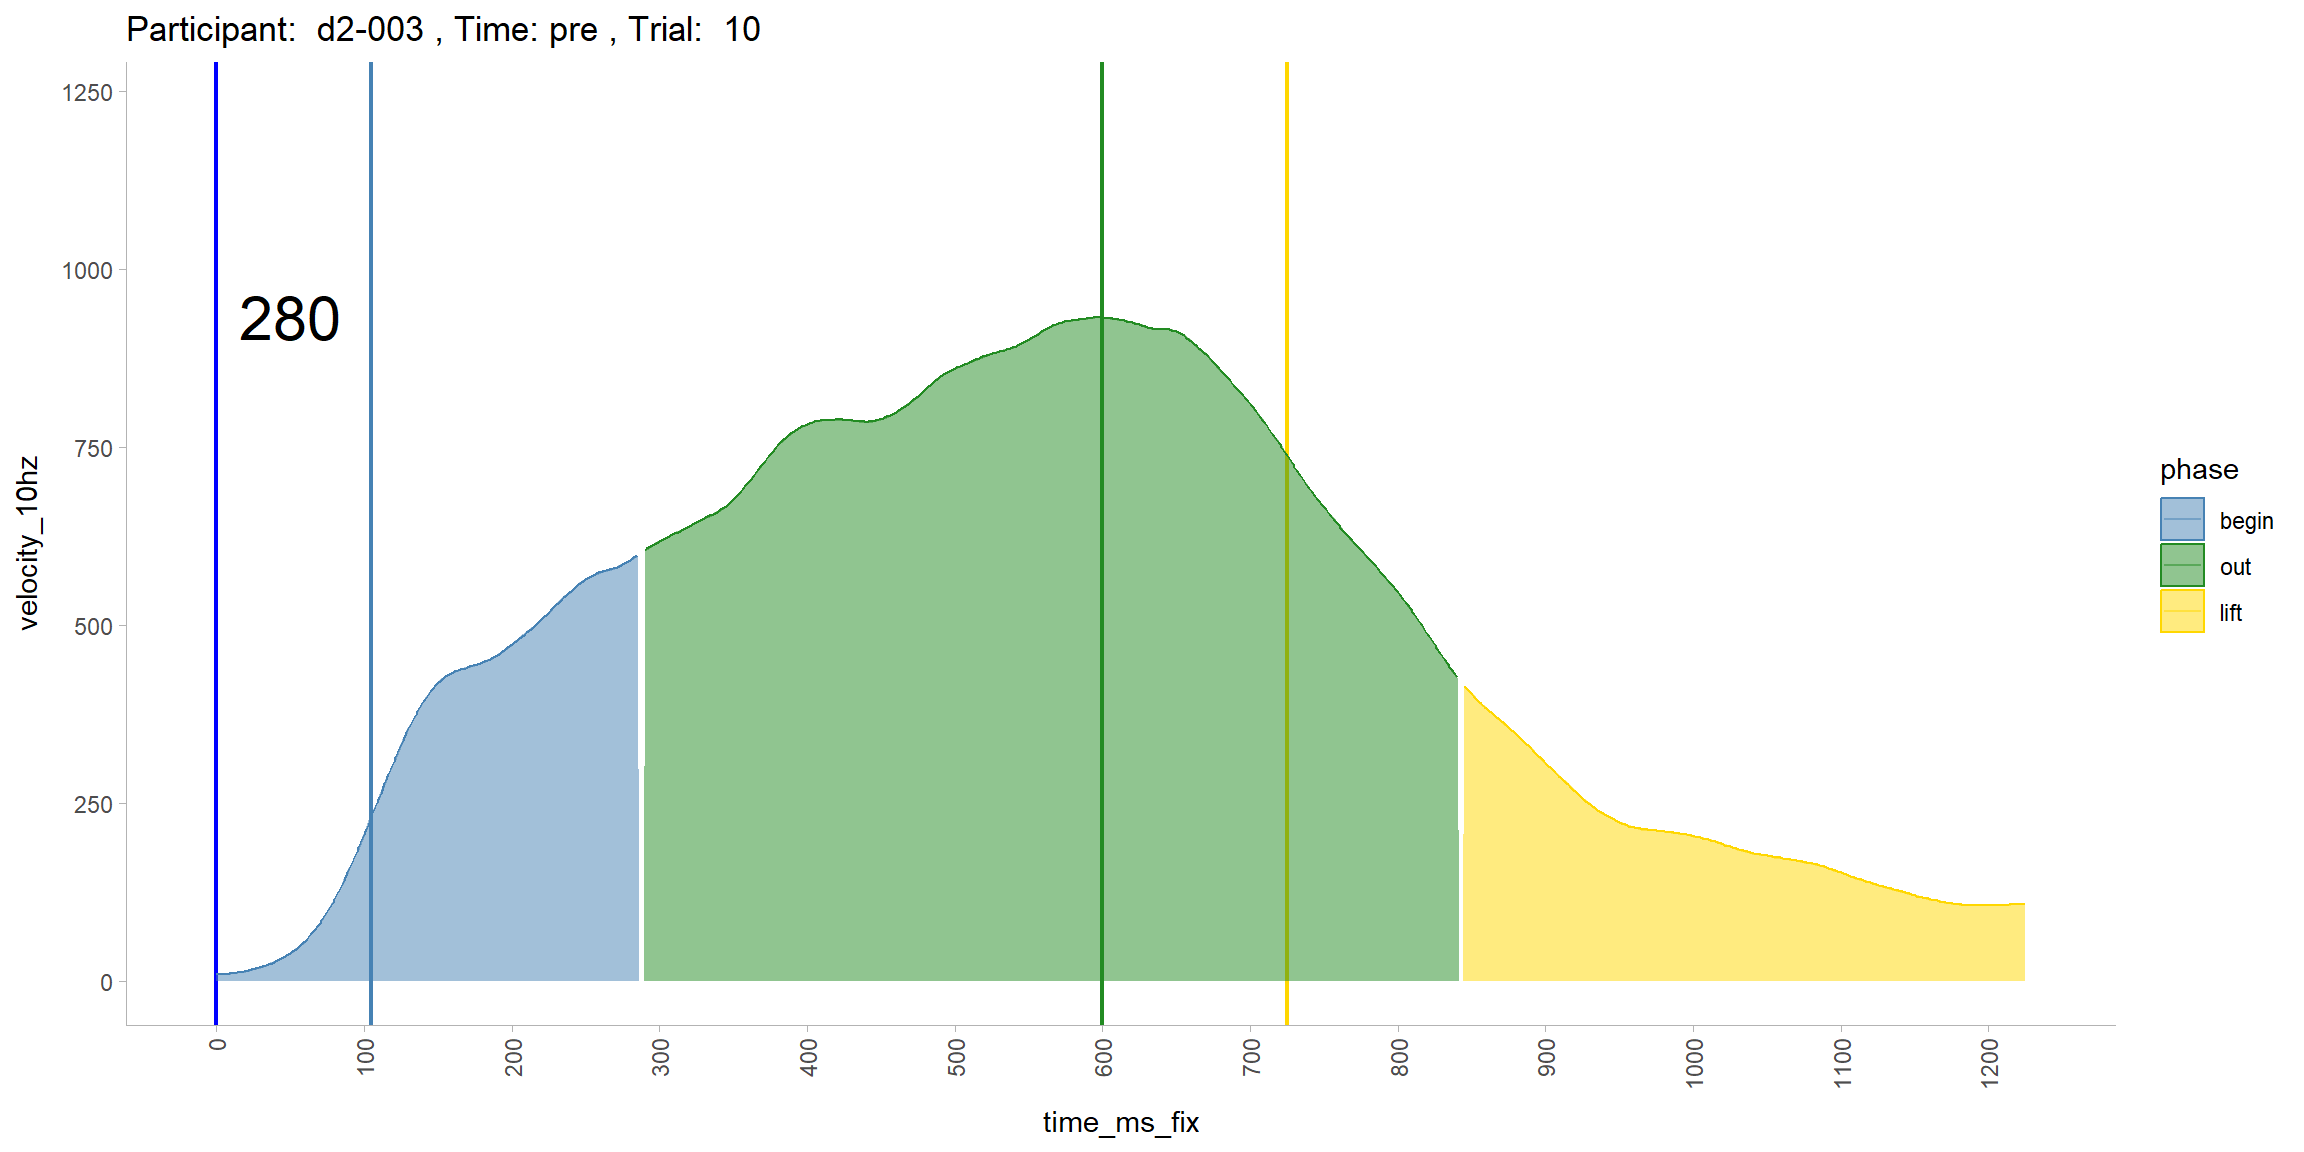 Participant:  d2-003 , Time: pre , Trial:  10
1250
1000
750
500
250
0
velocity_10hz
280
0
100
200
300
400
500
600
700
800
900
1000
1100
1200
time_ms_fix
phase
begin
out
lift